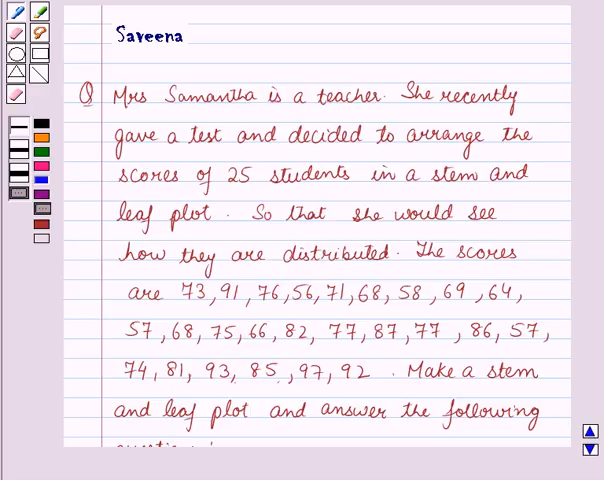 Saveena
Q Mrs Samantha is a teacher. She recently
gave a test and decided to arrange the
scores of 25 students in a stem and
leaf plot. So that she would see
how they are distributed. The scores
are 73, 91, 76, 56, 71, 68, 58, 69, 64,
57, 68, 75, 66, 82, 77, 87, 77, 86, 57,
74, 81, 93, 85, 97, 92. Make a stem
and leaf plot and answer the following